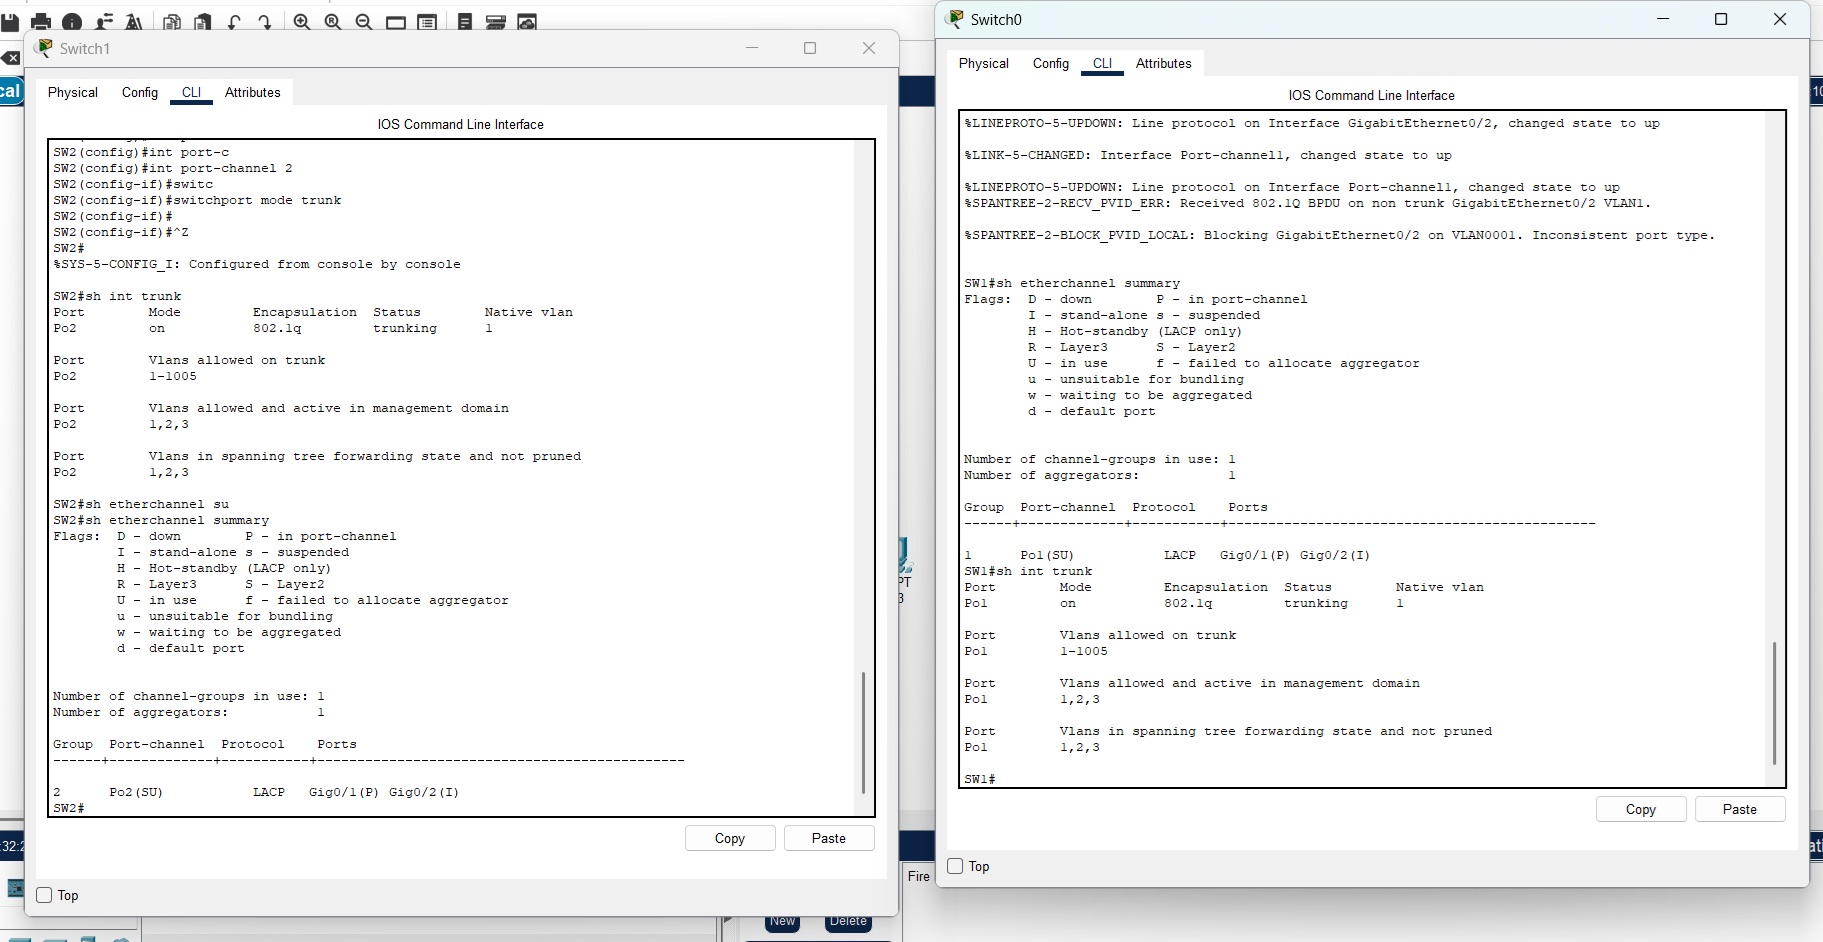 Switch1
Physical Config CLI Attributes
IOS Command Line Interface
SW2(config)#int port-c
SW2(config)#int port-channel 2
SW2(config-if)#switc
SW2(config-if)#switchport mode trunk
SW2(config-if)#
SW2(config-if)#^Z
SW2#
%SYS-5-CONFIG_I: Configured from console by console
SW2#sh int trunk
Port Mode Encapsulation Status Native vlan
Po2 on 802.1q trunking 1
Port Vlans allowed on trunk
Po2 1-1005
Port Vlans allowed and active in management domain
Po2 1,2,3
Port Vlans in spanning tree forwarding state and not pruned
Po2 1,2,3
SW2#sh etherchannel su
SW2#sh etherchannel summary
Flags: D - down P - in port-channel
I - stand-alone s - suspended
H - Hot-standby (LACP only)
R - Layer3 S - Layer2
U - in use f - failed to allocate aggregator
u - unsuitable for bundling
w - waiting to be aggregated
d - default port
Number of channel-groups in use: 1
Number of aggregators: 1
Group Port-channel Protocol Ports
------+-------------+-----------+----------------------------------------------
2 Po2(SU) LACP Gig0/1(P) Gig0/2(I)
SW2#
Copy Paste
Top
Switch0
Physical Config CLI Attributes
IOS Command Line Interface
%LINEPROTO-5-UPDOWN: Line protocol on Interface GigabitEthernet0/2, changed state to up
%LINK-5-CHANGED: Interface Port-channel1, changed state to up
%LINEPROTO-5-UPDOWN: Line protocol on Interface Port-channel1, changed state to up
%SPANTREE-2-RECV_PVID_ERR: Received 802.1Q BPDU on non trunk GigabitEthernet0/2 VLAN1.
%SPANTREE-2-BLOCK_PVID_LOCAL: Blocking GigabitEthernet0/2 on VLAN0001. Inconsistent port type.
SW1#sh etherchannel summary
Flags: D - down P - in port-channel
I - stand-alone s - suspended
H - Hot-standby (LACP only)
R - Layer3 S - Layer2
U - in use f - failed to allocate aggregator
u - unsuitable for bundling
w - waiting to be aggregated
d - default port
Number of channel-groups in use: 1
Number of aggregators: 1
Group Port-channel Protocol Ports
------+-------------+-----------+----------------------------------------------
1 Po1(SU) LACP Gig0/1(P) Gig0/2(I)
SW1#sh int trunk
Port Mode Encapsulation Status Native vlan
Po1 on 802.1q trunking 1
Port Vlans allowed on trunk
Po1 1-1005
Port Vlans allowed and active in management domain
Po1 1,2,3
Port Vlans in spanning tree forwarding state and not pruned
Po1 1,2,3
SW1#
Copy Paste
Top
PT
3
Fire
New Delete